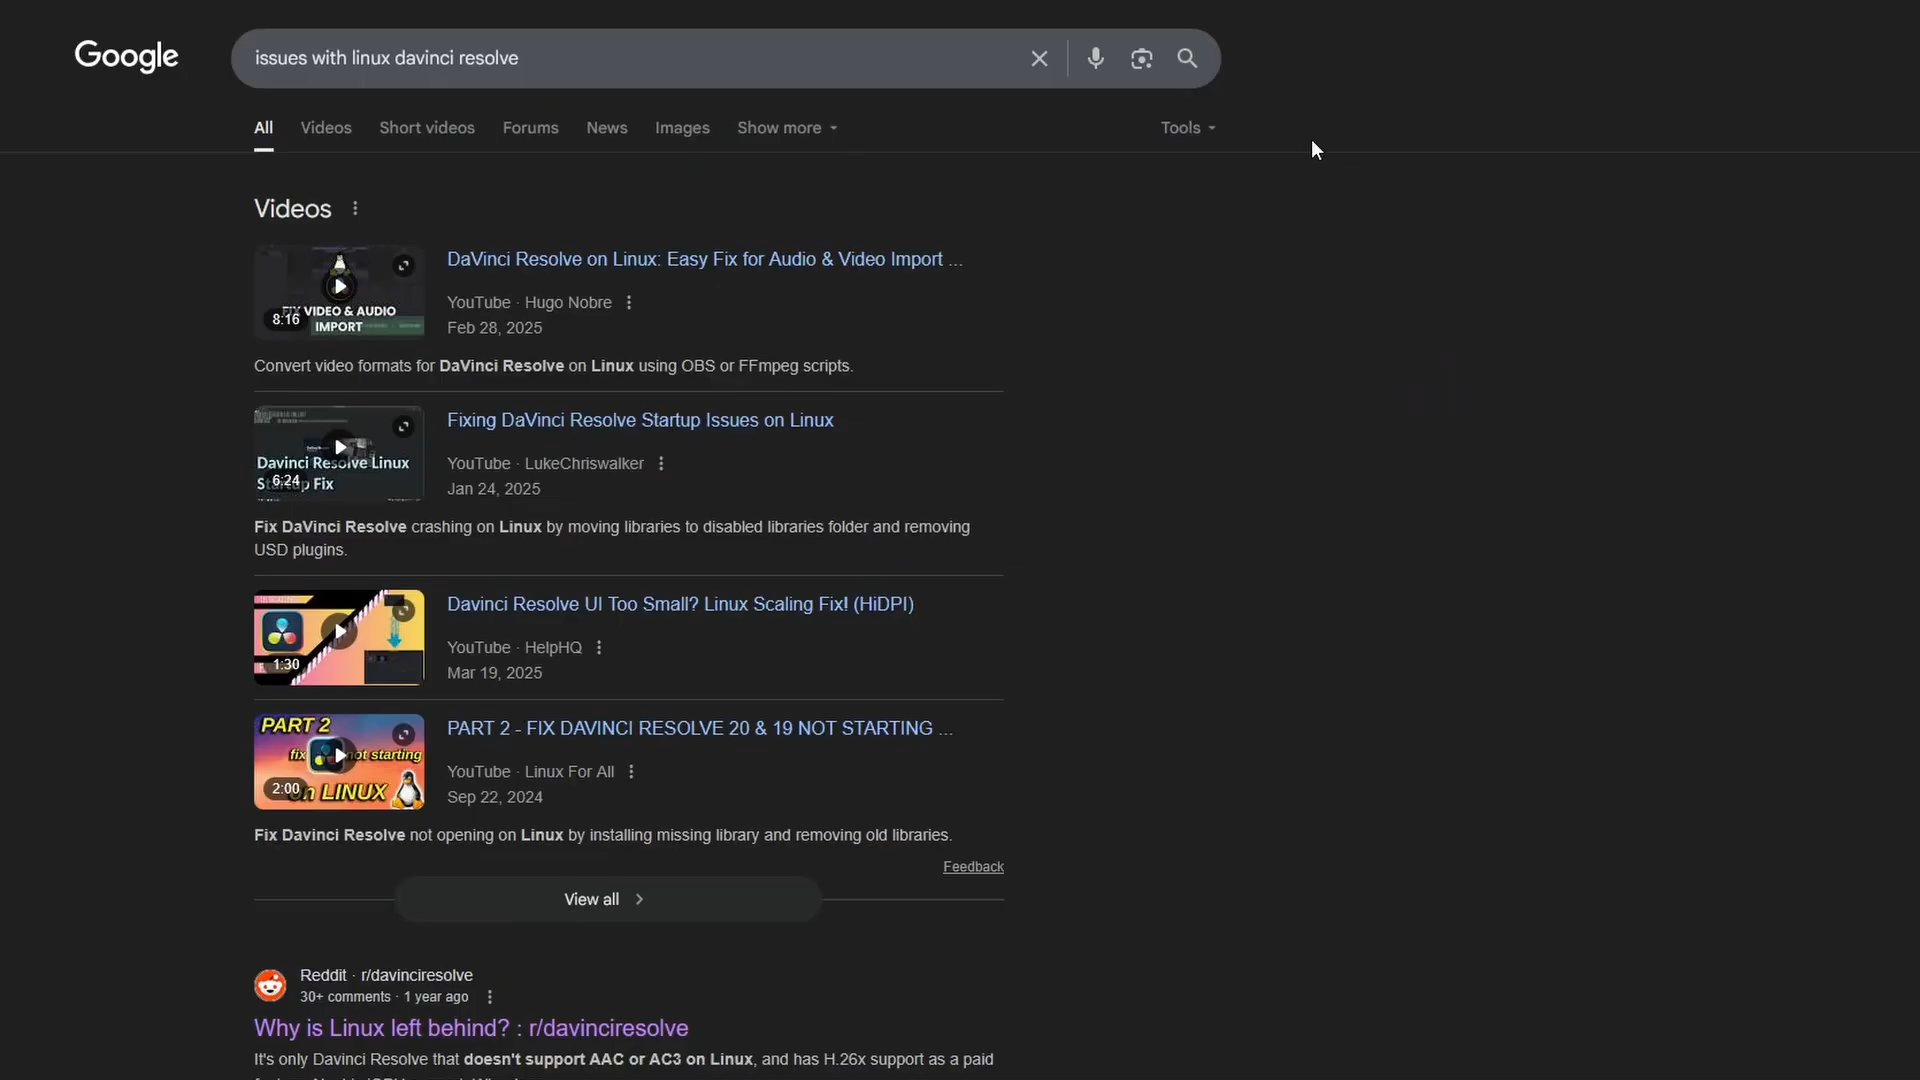 Google
issues with linux davinci resolve
All Videos Short videos Forums News Images Show more Tools
Videos
FIX VIDEO & AUDIO
IMPORT
8:16
DaVinci Resolve on Linux: Easy Fix for Audio & Video Import ...
YouTube · Hugo Nobre
Feb 28, 2025
Convert video formats for DaVinci Resolve on Linux using OBS or FFmpeg scripts.
Davinci Resolve Linux
Startup Fix
6:24
Fixing DaVinci Resolve Startup Issues on Linux
YouTube · LukeChriswalker
Jan 24, 2025
Fix DaVinci Resolve crashing on Linux by moving libraries to disabled libraries folder and removing
USD plugins.
1:30
Davinci Resolve UI Too Small? Linux Scaling Fix! (HiDPI)
YouTube · HelpHQ
Mar 19, 2025
PART 2
fix not starting
on LINUX
2:00
PART 2 - FIX DAVINCI RESOLVE 20 & 19 NOT STARTING ...
YouTube · Linux For All
Sep 22, 2024
Fix Davinci Resolve not opening on Linux by installing missing library and removing old libraries.
Feedback
View all
Reddit · r/davinciresolve
30+ comments · 1 year ago
Why is Linux left behind? : r/davinciresolve
It's only Davinci Resolve that doesn't support AAC or AC3 on Linux, and has H.26x support as a paid